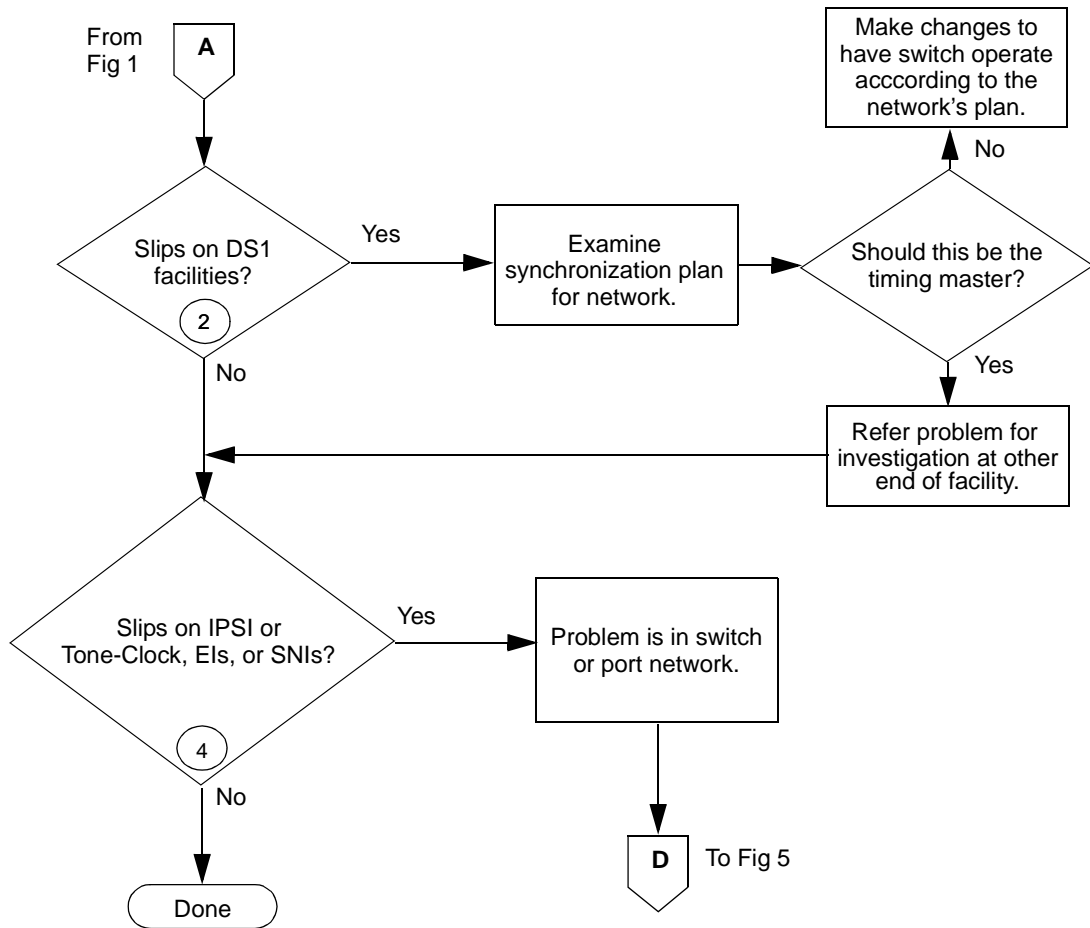 From
Fig 1
A
Make changes to
have switch operate
acccording to the
network's plan.
No
Slips on DS1
facilities?
2
Yes
Examine
synchronization plan
for network.
Should this be the
timing master?
Yes
No
Refer problem for
investigation at other
end of facility.
Slips on IPSI or
Tone-Clock, EIs, or SNIs?
4
Yes
Problem is in switch
or port network.
No
D
To Fig 5
Done